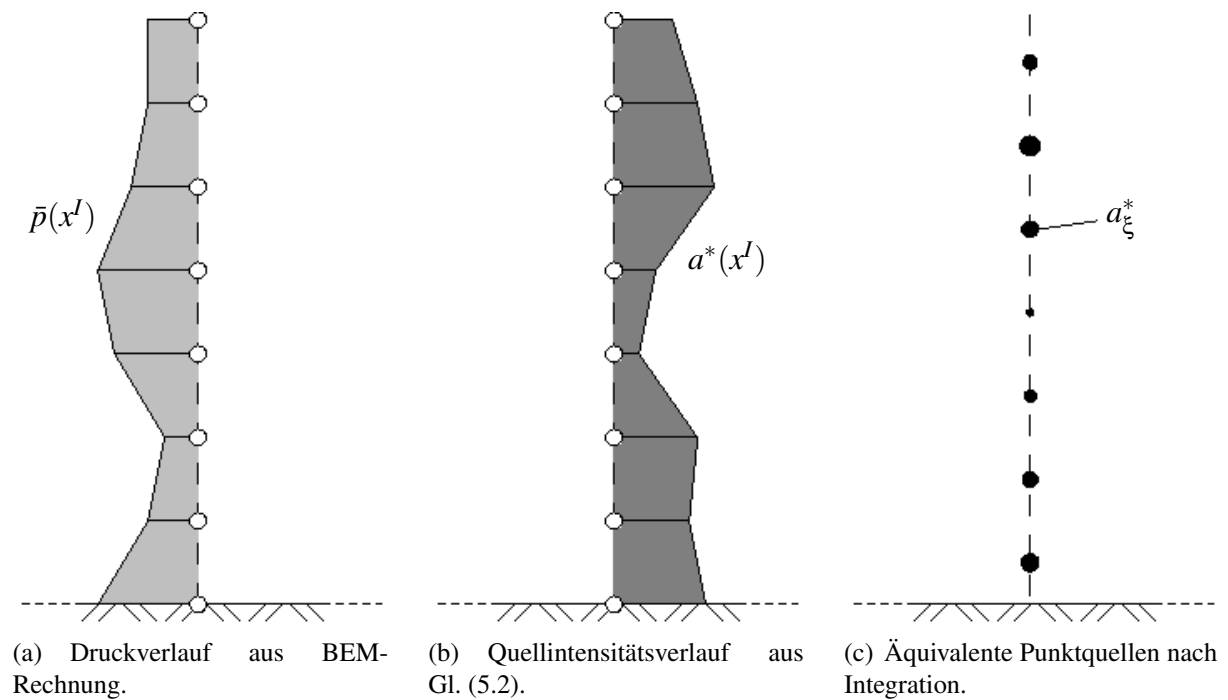 p̄(x^I)
a*(x^I)
a*_ξ
(a) Druckverlauf aus BEM-
Rechnung.
(b) Quellintensitätsverlauf aus
Gl. (5.2).
(c) Äquivalente Punktquellen nach
Integration.